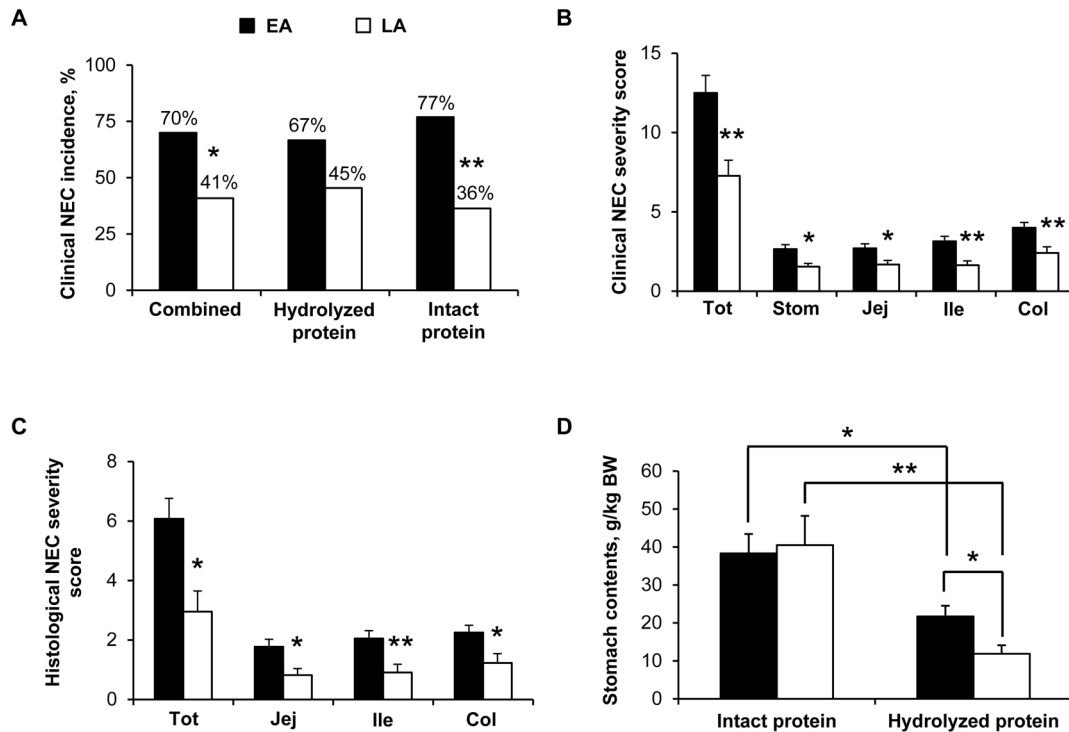 A
EA LA
Clinical NEC incidence, %
100
75
50
25
0
70%
*
41%
67%
45%
77%
**
36%
Combined
Hydrolyzed
protein
Intact
protein
B
Clinical NEC severity score
15
10
5
0
**
*
*
**
**
Tot Stom Jej Ile Col
C
Histological NEC severity
score
8
6
4
2
0
*
*
**
*
Tot Jej Ile Col
D
Stomach contents, g/kg BW
60
50
40
30
20
10
0
*
**
*
Intact protein Hydrolyzed protein